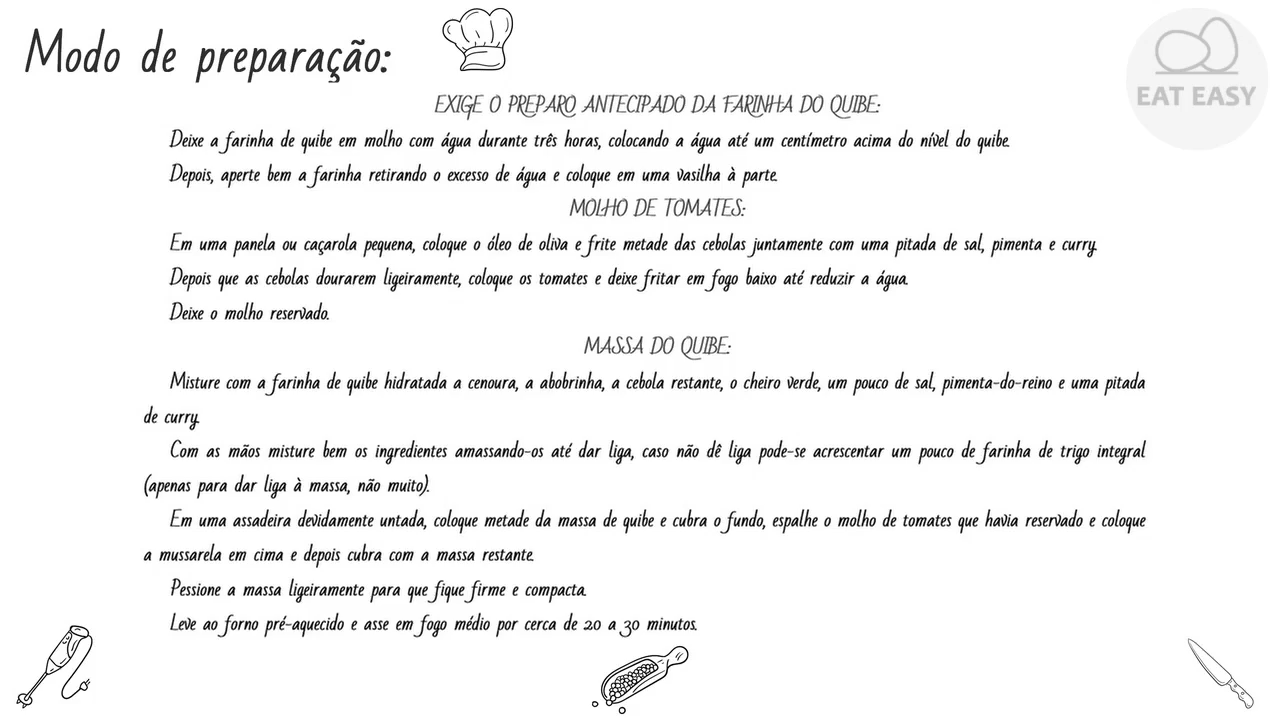 Modo de preparação:
EAT EASY
EXIGE O PREPARO ANTECIPADO DA FARINHA DO QUIBE:
Deixe a farinha de quibe em molho com água durante três horas, colocando a água até um centímetro acima do nível do quibe.
Depois, aperte bem a farinha retirando o excesso de água e coloque em uma vasilha à parte.
MOLHO DE TOMATES:
Em uma panela ou caçarola pequena, coloque o óleo de oliva e frite metade das cebolas juntamente com uma pitada de sal, pimenta e curry.
Depois que as cebolas dourarem ligeiramente, coloque os tomates e deixe fritar em fogo baixo até reduzir a água.
Deixe o molho reservado.
MASSA DO QUIBE:
Misture com a farinha de quibe hidratada a cenoura, a abobrinha, a cebola restante, o cheiro verde, um pouco de sal, pimenta-do-reino e uma pitada
de curry.
Com as mãos misture bem os ingredientes amassando-os até dar liga, caso não dê liga pode-se acrescentar um pouco de farinha de trigo integral
(apenas para dar liga à massa, não muito).
Em uma assadeira devidamente untada, coloque metade da massa de quibe e cubra o fundo, espalhe o molho de tomates que havia reservado e coloque
a mussarela em cima e depois cubra com a massa restante.
Pessione a massa ligeiramente para que fique firme e compacta.
Leve ao forno pré-aquecido e asse em fogo médio por cerca de 20 a 30 minutos.